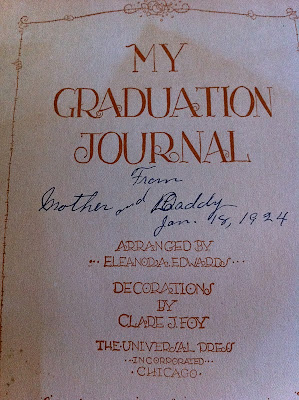 MY
GRADUATION
JOURNAL
From
Mother and Daddy
Jan. 18, 1924
ARRANGED BY
ELEANORA. EDWARDS
DECORATIONS
BY
CLARE J. FOY
THE UNIVERSAL PRESS
INCORPORATED
CHICAGO